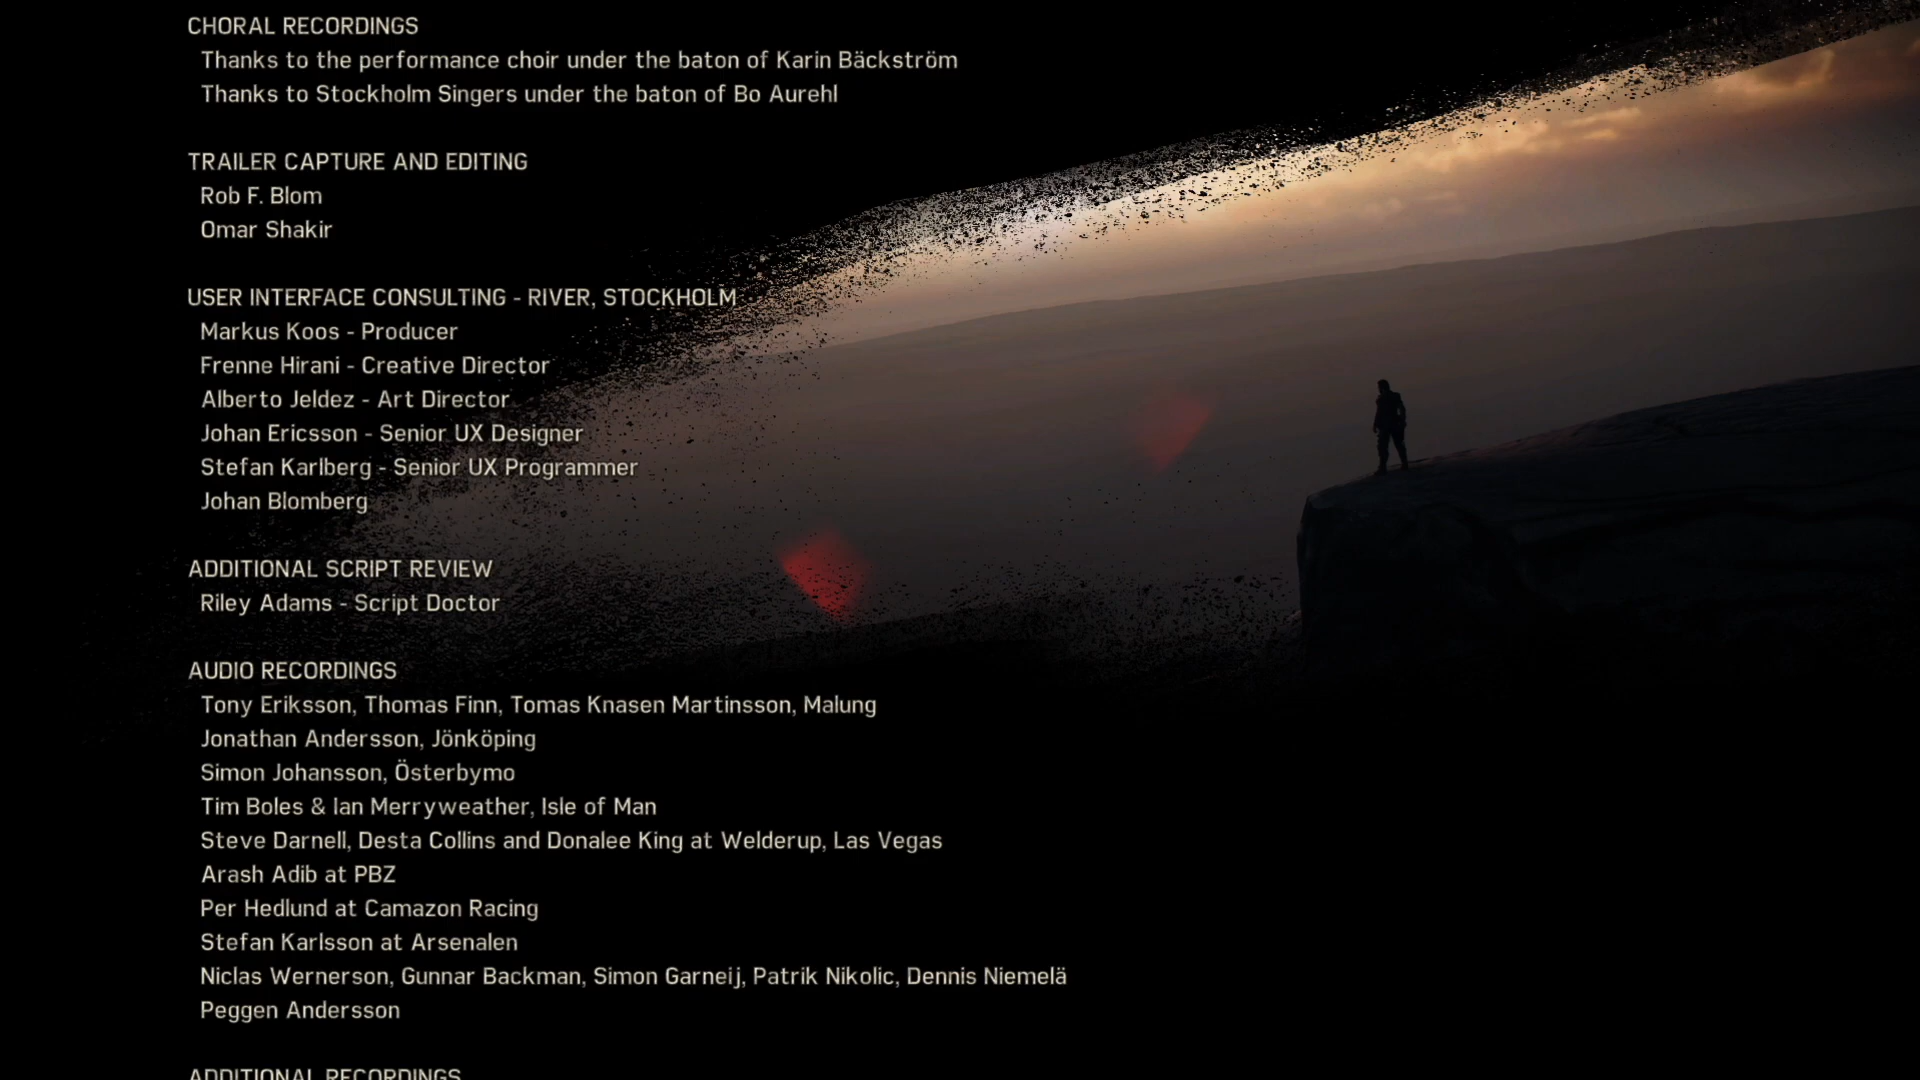 CHORAL RECORDINGS
Thanks to the performance choir under the baton of Karin Bäckström
Thanks to Stockholm Singers under the baton of Bo Aurehl
TRAILER CAPTURE AND EDITING
Rob F. Blom
Omar Shakir
USER INTERFACE CONSULTING - RIVER, STOCKHOLM
Markus Koos - Producer
Frenne Hirani - Creative Director
Alberto Jeldez - Art Director
Johan Ericsson - Senior UX Designer
Stefan Karlberg - Senior UX Programmer
Johan Blomberg
ADDITIONAL SCRIPT REVIEW
Riley Adams - Script Doctor
AUDIO RECORDINGS
Tony Eriksson, Thomas Finn, Tomas Knasen Martinsson, Malung
Jonathan Andersson, Jönköping
Simon Johansson, Österbymo
Tim Boles & Ian Merryweather, Isle of Man
Steve Darnell, Desta Collins and Donalee King at Welderup, Las Vegas
Arash Adib at PBZ
Per Hedlund at Camazon Racing
Stefan Karlsson at Arsenalen
Niclas Wernerson, Gunnar Backman, Simon Garneij, Patrik Nikolic, Dennis Niemelä
Peggen Andersson
ADDITIONAL RECORDINGS